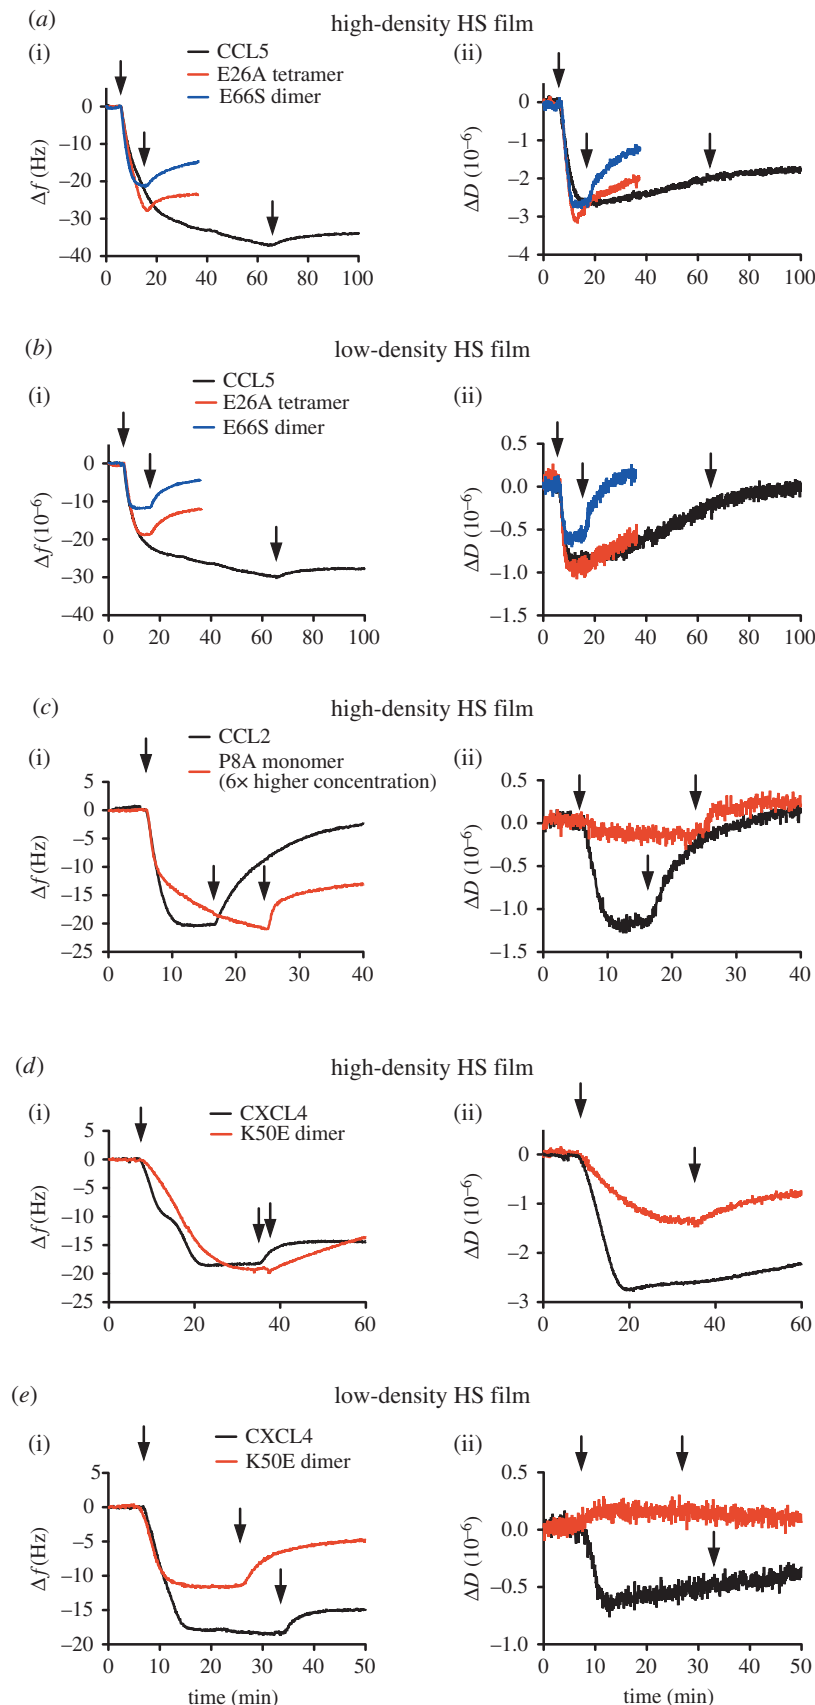 (a) high-density HS film
(i)
CCL5
E26A tetramer
E66S dimer
Δf (Hz)
0
–10
–20
–30
–40
0 20 40 60 80 100
(ii)
ΔD (10–6)
0
–1
–2
–3
–4
0 20 40 60 80 100
(b) low-density HS film
(i)
CCL5
E26A tetramer
E66S dimer
Δf (10–6)
0
–10
–20
–30
–40
0 20 40 60 80 100
(ii)
ΔD (10–6)
0.5
0.0
–0.5
–1.0
–1.5
0 20 40 60 80 100
(c) high-density HS film
(i)
CCL2
P8A monomer
(6× higher concentration)
Δf (Hz)
5
0
–5
–10
–15
–20
–25
0 10 20 30 40
(ii)
ΔD (10–6)
0.5
0.0
–0.5
–1.0
–1.5
0 10 20 30 40
(d) high-density HS film
(i)
CXCL4
K50E dimer
Δf (Hz)
5
0
–5
–10
–15
–20
–25
0 20 40 60
(ii)
ΔD (10–6)
0
–1
–2
–3
0 20 40 60
(e) low-density HS film
(i)
CXCL4
K50E dimer
Δf (Hz)
5
0
–5
–10
–15
–20
0 10 20 30 40 50
time (min)
(ii)
ΔD (10–6)
0.5
0.0
–0.5
–1.0
0 10 20 30 40 50
time (min)